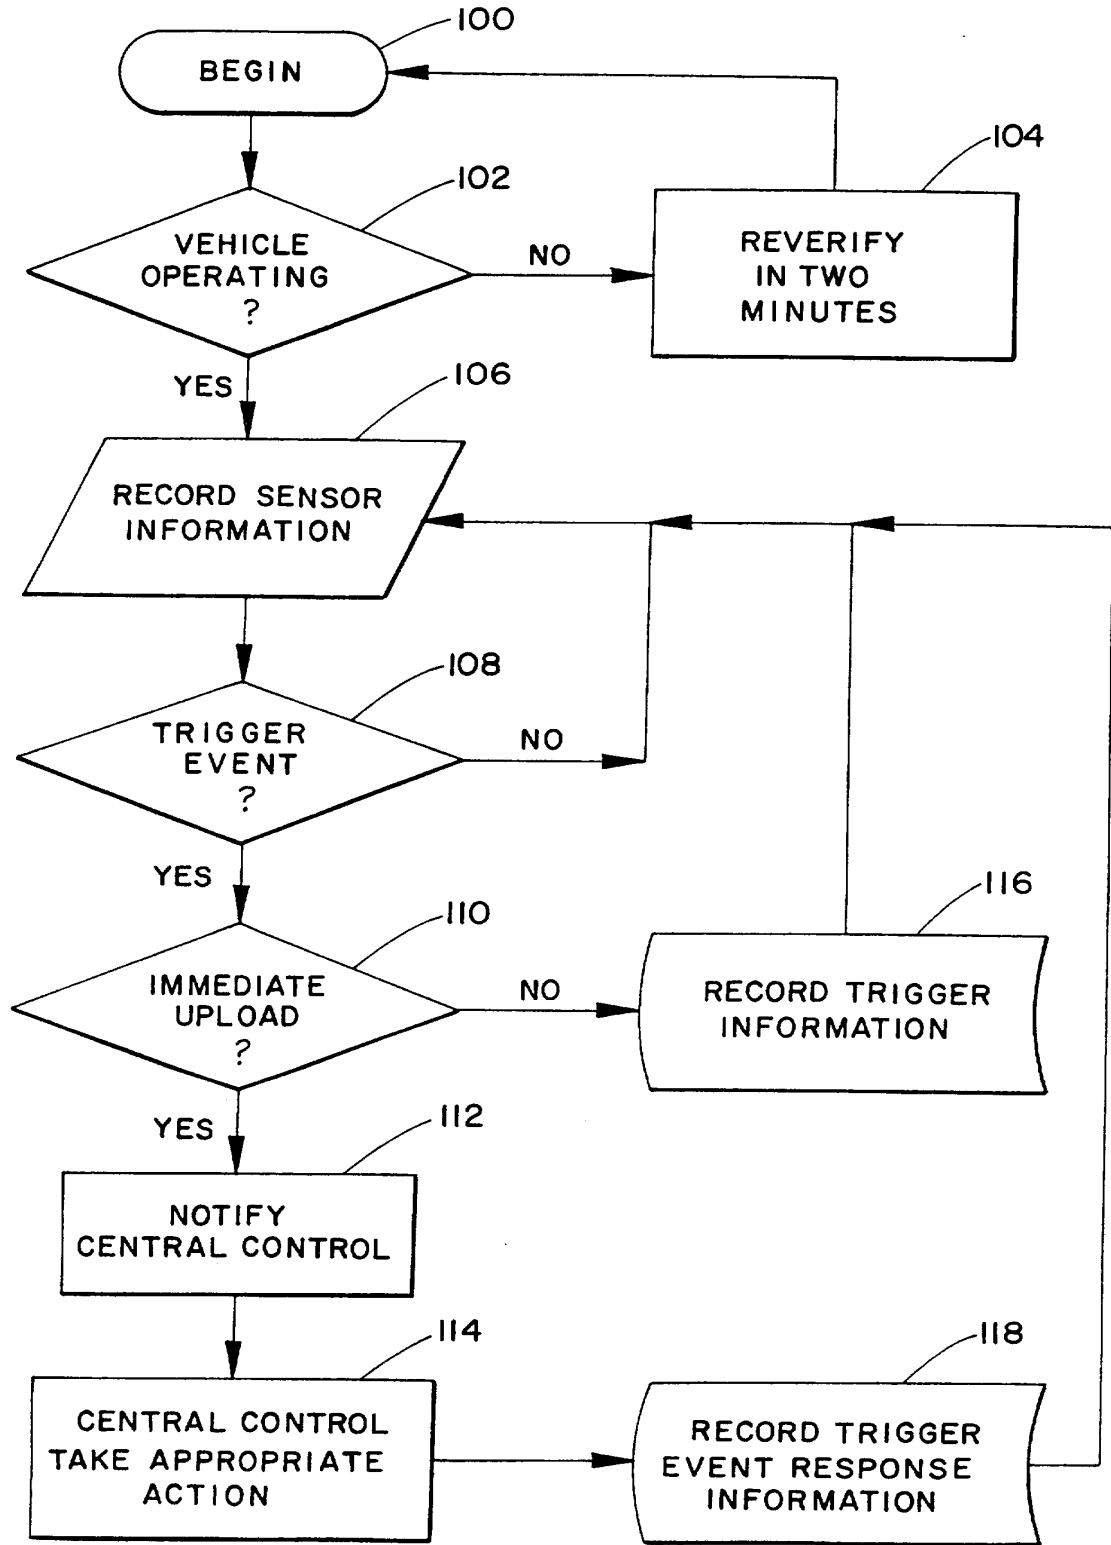 100
BEGIN
104
102
VEHICLE
OPERATING
?
NO
REVERIFY
IN TWO
MINUTES
YES
106
RECORD SENSOR
INFORMATION
108
TRIGGER
EVENT
?
NO
YES
110
116
IMMEDIATE
UPLOAD
?
NO
RECORD TRIGGER
INFORMATION
YES
112
NOTIFY
CENTRAL CONTROL
114
118
CENTRAL CONTROL
TAKE APPROPRIATE
ACTION
RECORD TRIGGER
EVENT RESPONSE
INFORMATION